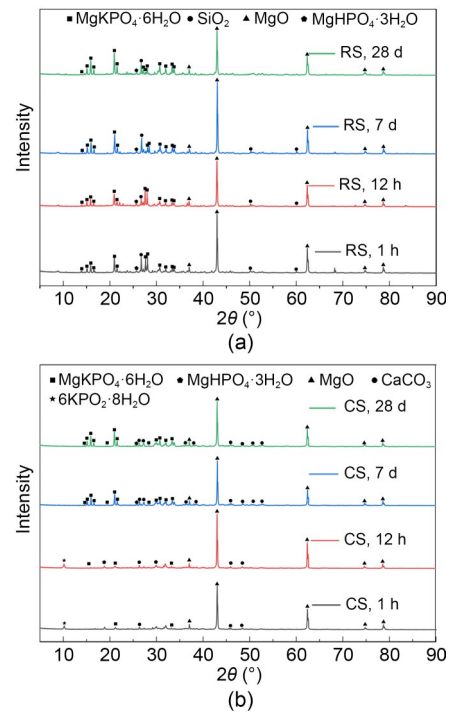 ■ MgKPO₄·6H₂O ● SiO₂ ▲ MgO ⬟ MgHPO₄·3H₂O
RS, 28 d
RS, 7 d
RS, 12 h
RS, 1 h
Intensity
10 20 30 40 50 60 70 80 90
2θ (°)
(a)
■ MgKPO₄·6H₂O ⬟ MgHPO₄·3H₂O ▲ MgO ● CaCO₃
★ 6KPO₂·8H₂O
CS, 28 d
CS, 7 d
CS, 12 h
CS, 1 h
Intensity
10 20 30 40 50 60 70 80 90
2θ (°)
(b)